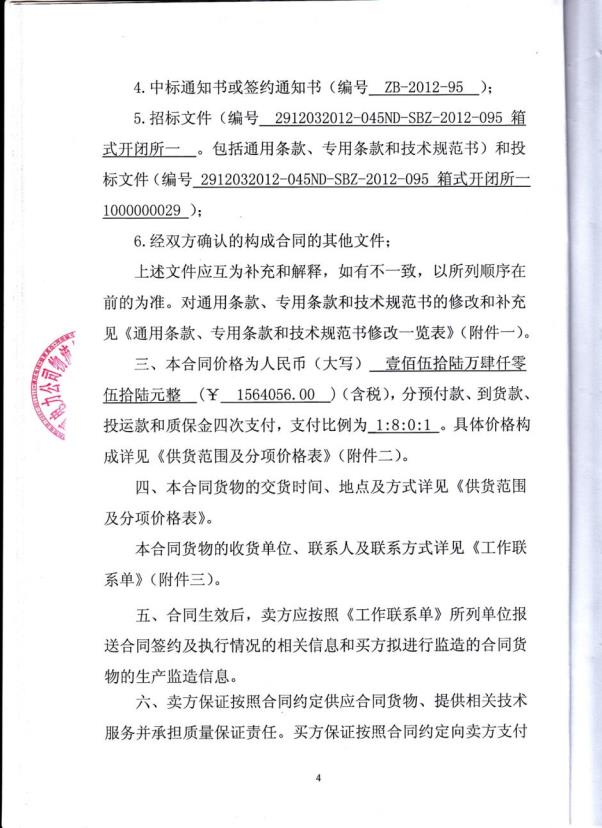 4.中标通知书或签约通知书（编号 ZB-2012-95 ）；
5.招标文件（编号 2912032012-045ND-SBZ-2012-095 箱
式开闭所一 。包括通用条款、专用条款和技术规范书）和投
标文件（编号 2912032012-045ND-SBZ-2012-095 箱式开闭所一
1000000029 ）；
6.经双方确认的构成合同的其他文件；
上述文件应互为补充和解释，如有不一致，以所列顺序在
前的为准。对通用条款、专用条款和技术规范书的修改和补充
见《通用条款、专用条款和技术规范书修改一览表》（附件一）。
三、本合同价格为人民币（大写） 壹佰伍拾陆万肆仟零
伍拾陆元整 （￥ 1564056.00 ）（含税），分预付款、到货款、
投运款和质保金四次支付，支付比例为 1:8:0:1 。具体价格构
成详见《供货范围及分项价格表》（附件二）。
四、本合同货物的交货时间、地点及方式详见《供货范围
及分项价格表》。
本合同货物的收货单位、联系人及联系方式详见《工作联
系单》（附件三）。
五、合同生效后，卖方应按照《工作联系单》所列单位报
送合同签约及执行情况的相关信息和买方拟进行监造的合同货
物的生产监造信息。
六、卖方保证按照合同约定供应合同货物、提供相关技术
服务并承担质量保证责任。买方保证按照合同约定向卖方支付
4
力公司物